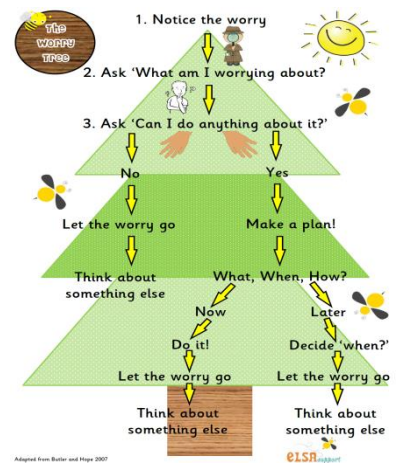 The
Worry
Tree
1. Notice the worry
2. Ask ‘What am I worrying about?
3. Ask ‘Can I do anything about it?’
No
Yes
Let the worry go
Make a plan!
Think about
something else
What, When, How?
Now
Later
Do it!
Decide ‘when?’
Let the worry go
Let the worry go
Think about
something else
Think about
something else
Adapted from Butler and Hope 2007
ELSA support